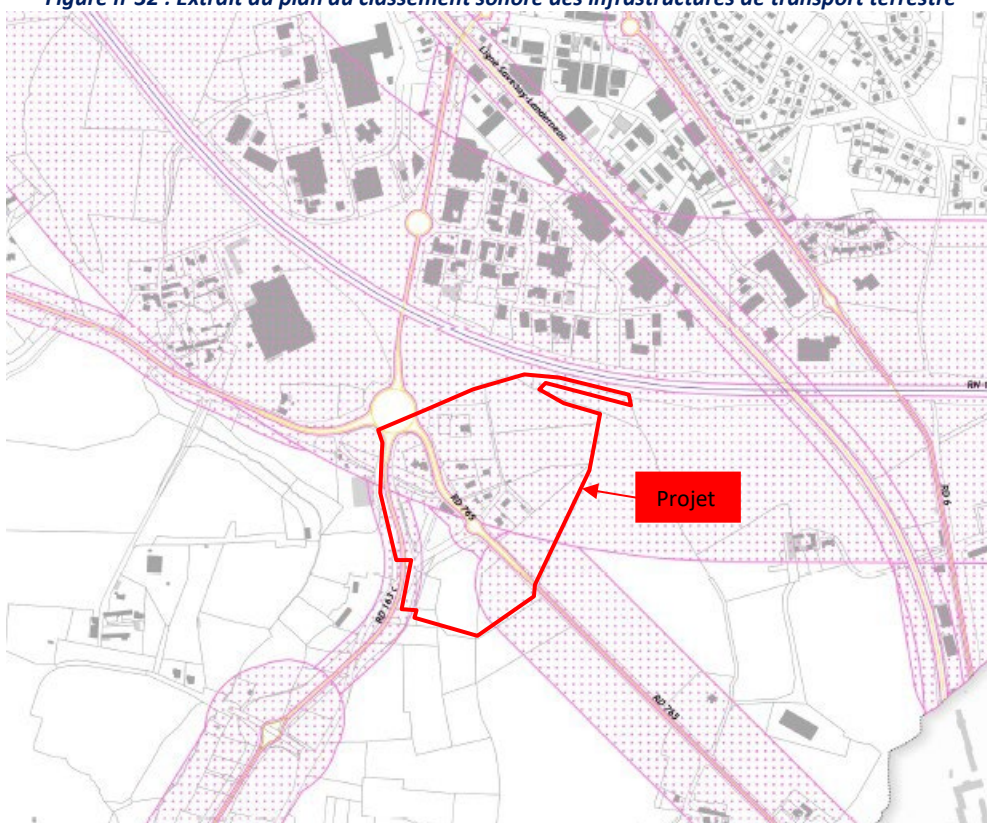 Figure n°32 : Extrait du plan du classement sonore des infrastructures de transport terrestre
Ligne Savenay-Landerneau
RN 1
RD 6
Projet
RD 765
RD 163 c
RD 765